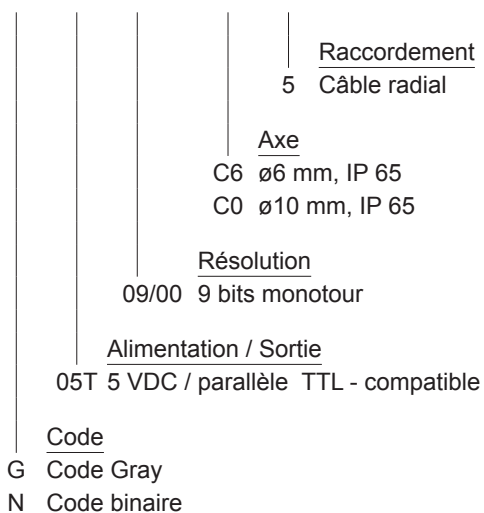 Raccordement
5 Câble radial
Axe
C6 ø6 mm, IP 65
C0 ø10 mm, IP 65
Résolution
09/00 9 bits monotour
Alimentation / Sortie
05T 5 VDC / parallèle TTL - compatible
Code
G Code Gray
N Code binaire